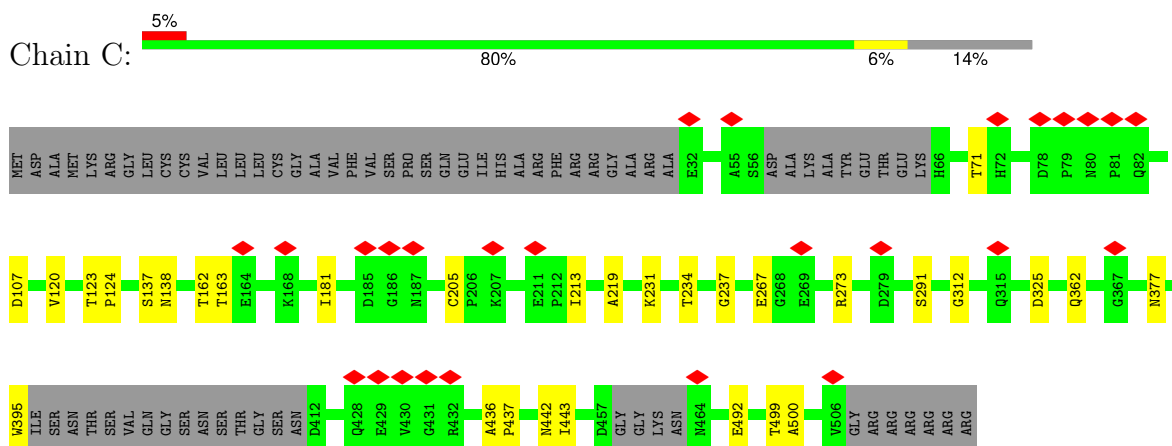 5%
Chain C:
80% 6% 14%
MET ASP ALA MET LYS ARG GLY LEU CYS CYS VAL LEU LEU LEU CYS GLY ALA VAL PHE VAL SER PRO SER GLN GLU ILE HIS ALA ARG PHE ARG ARG GLY ALA ARG ALA E32 A55 S56 ASP ALA LYS ALA TYR GLU THR GLU LYS H66 T71 H72 D78 P79 N80 P81 Q82
D107 V120 T123 P124 S137 N138 T162 T163 E164 K168 I181 D185 G186 N187 C205 P206 K207 E211 P212 I213 A219 K231 T234 G237 E267 G268 E269 R273 D279 S291 G312 Q315 D325 Q362 G367 N377
W395 ILE SER ASN THR SER VAL GLN GLY SER ASN SER THR GLY SER ASN D412 Q428 E429 V430 G431 R432 A436 P437 N442 I443 D457 GLY GLY LYS ASN N464 E492 T499 A500 V506 GLY ARG ARG ARG ARG ARG ARG